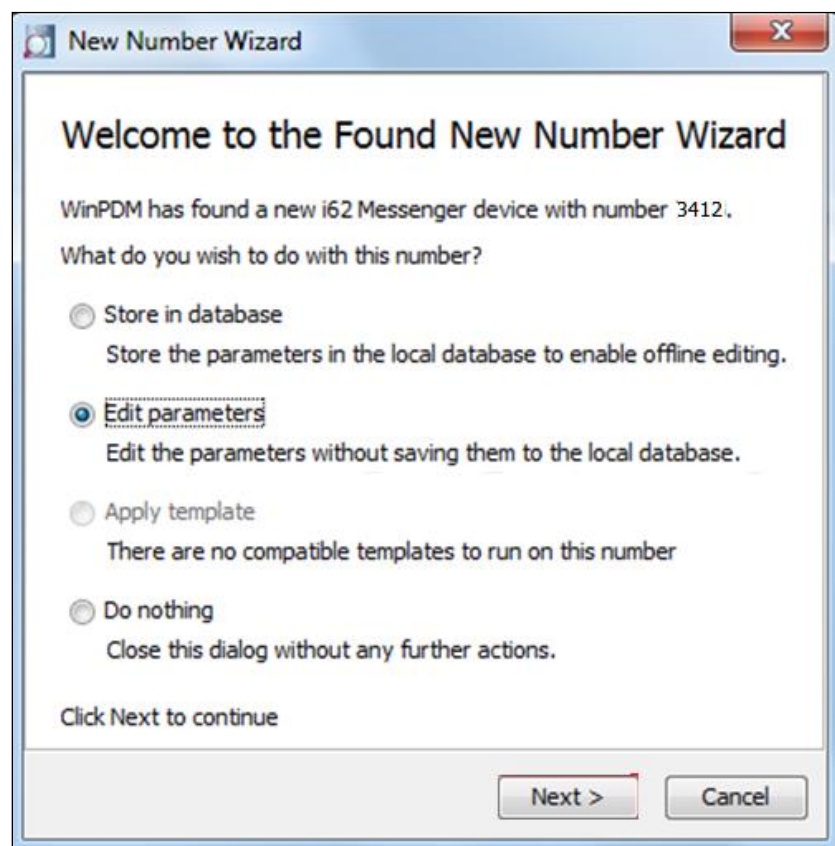 New Number Wizard
Welcome to the Found New Number Wizard
WinPDM has found a new i62 Messenger device with number 3412.
What do you wish to do with this number?
Store in database
Store the parameters in the local database to enable offline editing.
Edit parameters
Edit the parameters without saving them to the local database.
Apply template
There are no compatible templates to run on this number
Do nothing
Close this dialog without any further actions.
Click Next to continue
Next > Cancel